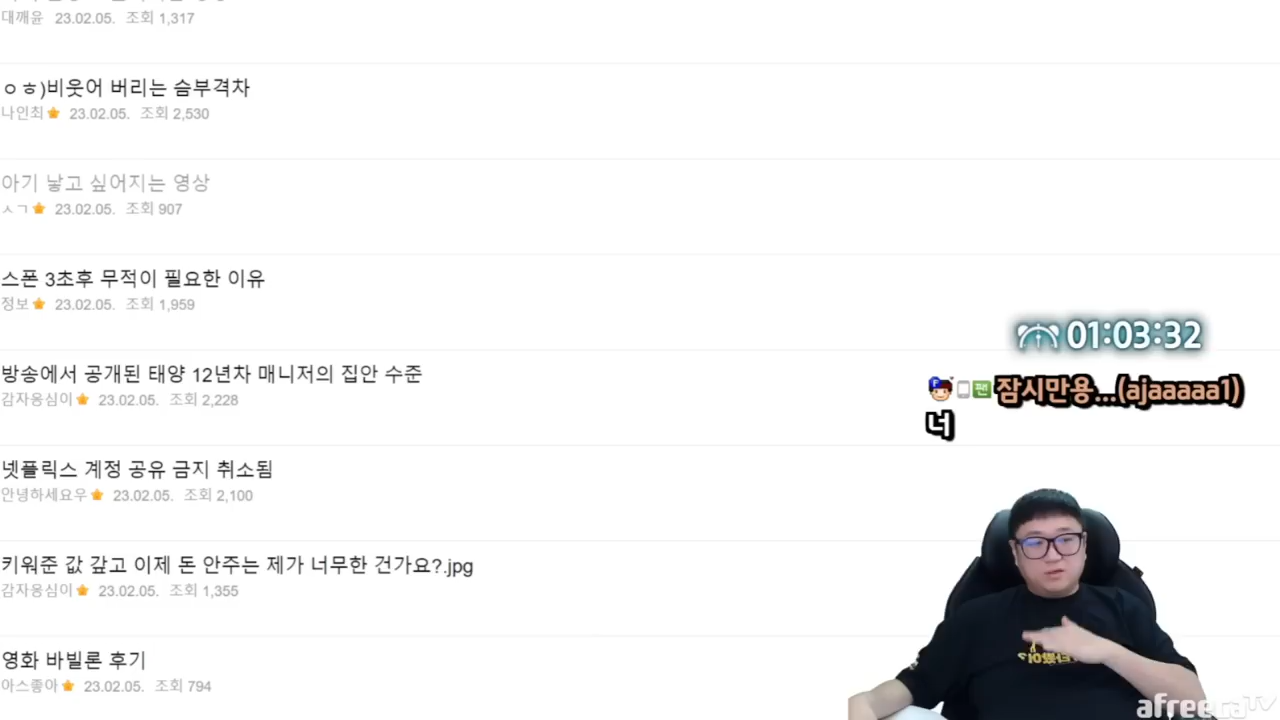 대깨윤 23.02.05. 조회 1,317
ㅇㅎ)비웃어 버리는 슴부격차
나인최 23.02.05. 조회 2,530
아기 낳고 싶어지는 영상
ㅅㄱ 23.02.05. 조회 907
스폰 3초후 무적이 필요한 이유
정보 23.02.05. 조회 1,959
방송에서 공개된 태양 12년차 매니저의 집안 수준
감자옹심이 23.02.05. 조회 2,228
넷플릭스 계정 공유 금지 취소됨
안녕하세요우 23.02.05. 조회 2,100
키워준 값 갚고 이제 돈 안주는 제가 너무한 건가요?.jpg
감자옹심이 23.02.05. 조회 1,355
영화 바빌론 후기
아스좋아 23.02.05. 조회 794
01:03:32
F 팬 잠시만용...(ajaaaaa1)
너
afreecaTV